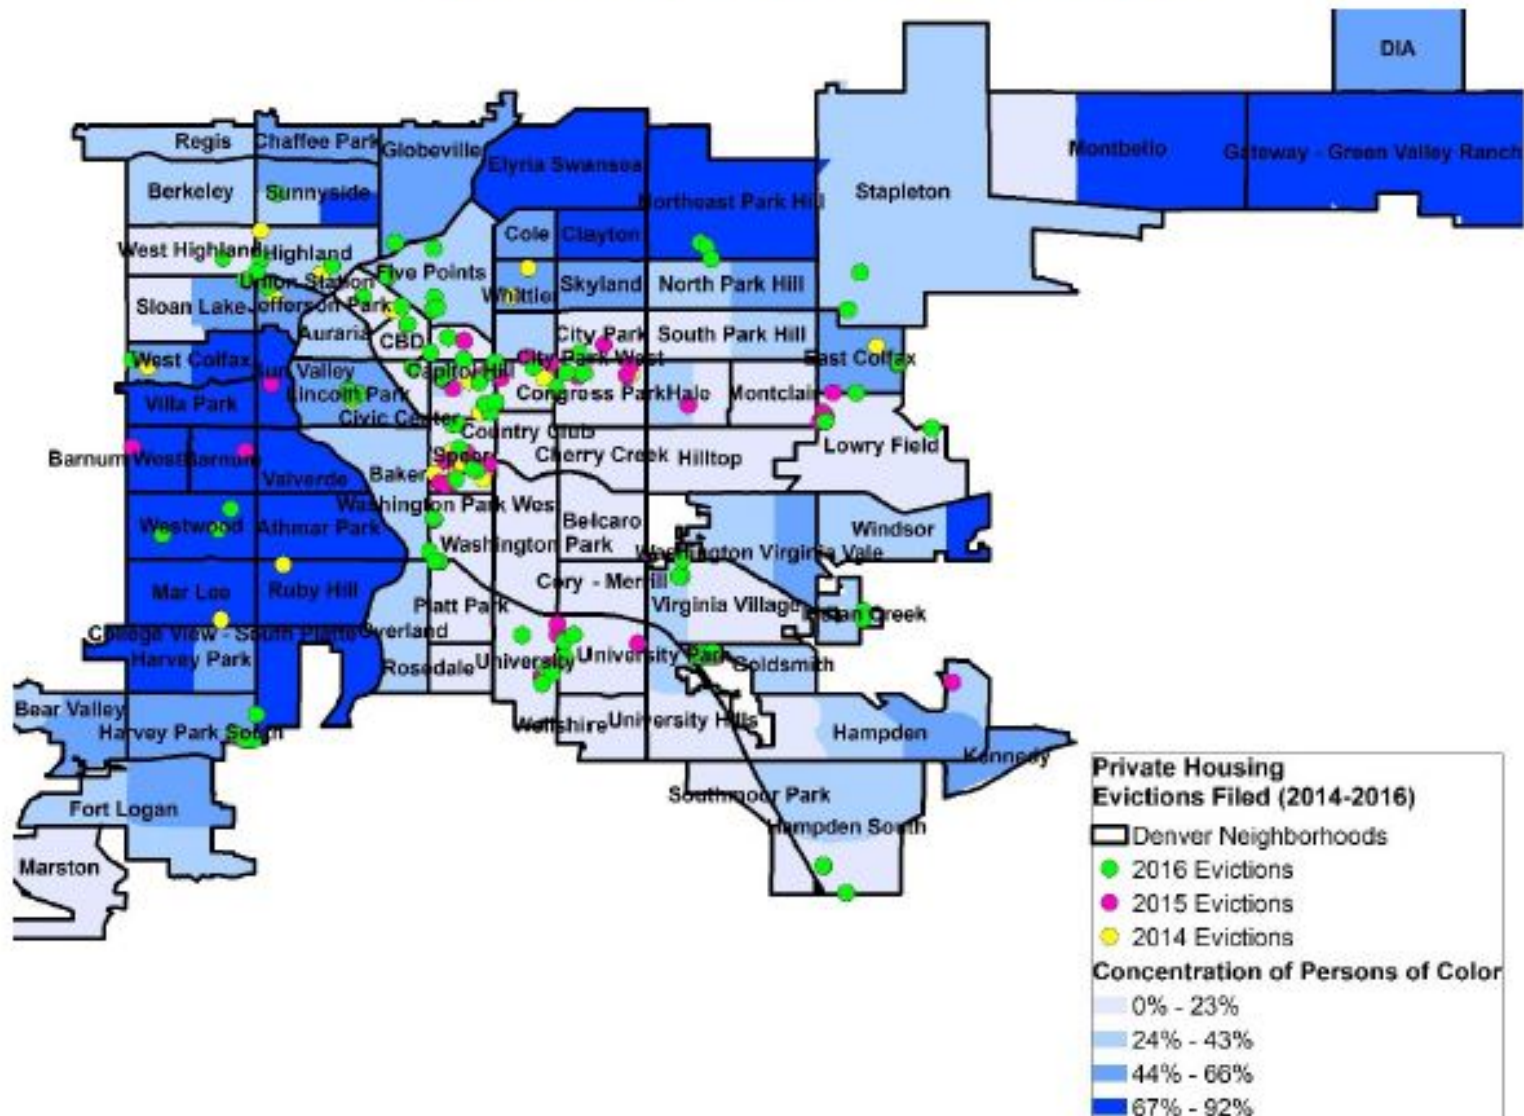 DIA
Regis
Chaffee Park
Globeville
Elyria Swansea
Montbello
Gateway - Green Valley Ranch
Berkeley
Sunnyside
Stapleton
Northeast Park Hill
Cole
Clayton
West Highland
Highland
Five Points
Union Station
Whittier
Skyland
North Park Hill
Sloan Lake
Jefferson Park
Auraria
CBD
City Park
South Park Hill
West Colfax
City Park West
East Colfax
Sun Valley
Capitol Hill
Lincoln Park
Congress Park
Hale
Montclair
Villa Park
Civic Center
Country Club
Lowry Field
Barnum West
Barnum
Speer
Cherry Creek
Hilltop
Valverde
Baker
Washington Park West
Westwood
Athmar Park
Belcaro
Windsor
Washington Park
Washington Virginia Vale
Mar Lee
Ruby Hill
Cory - Merrill
Platt Park
Virginia Village
Indian Creek
College View - South Platte
Overland
Harvey Park
Rosedale
University
University Park
Goldsmith
Bear Valley
Harvey Park South
Wellshire
University Hills
Hampden
Kennedy
Southmoor Park
Fort Logan
Hampden South
Marston
Private Housing
Evictions Filed (2014-2016)
Denver Neighborhoods
2016 Evictions
2015 Evictions
2014 Evictions
Concentration of Persons of Color
0% - 23%
24% - 43%
44% - 66%
67% - 92%